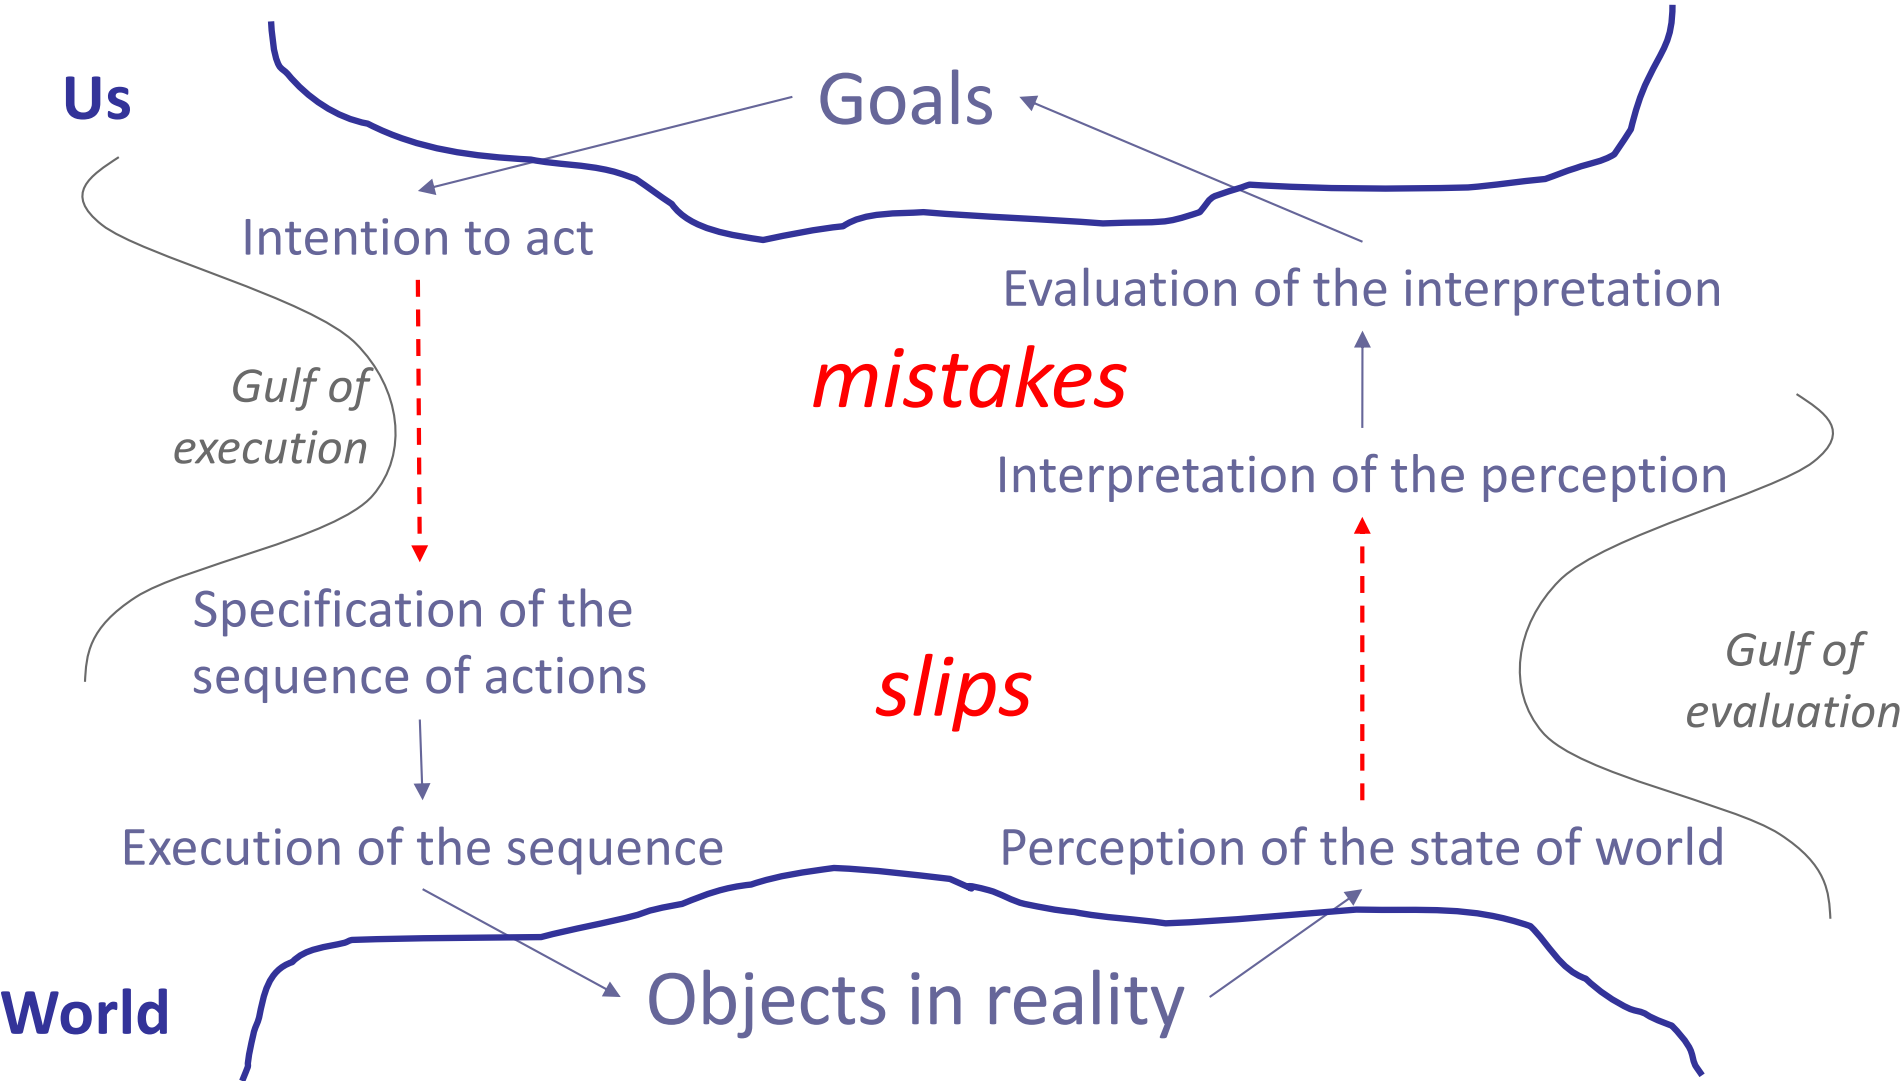 Us
Goals
Intention to act
Evaluation of the interpretation
mistakes
Gulf of
execution
Interpretation of the perception
Specification of the
sequence of actions
slips
Gulf of
evaluation
Execution of the sequence
Perception of the state of world
World
Objects in reality